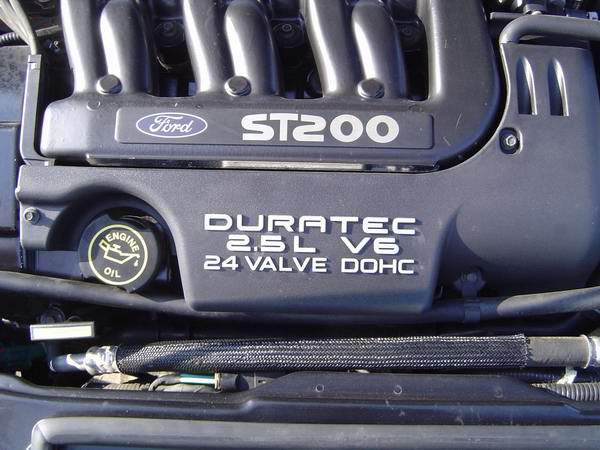 Ford ST200
DURATEC
2.5L V6
24 VALVE DOHC
ENGINE
OIL